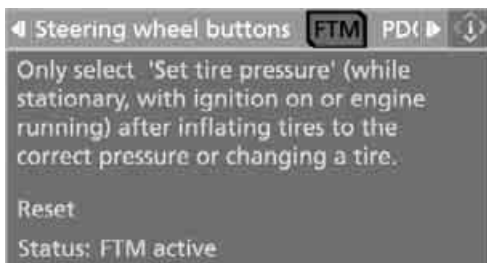 Steering wheel buttons FTM PDC
Only select 'Set tire pressure' (while
stationary, with ignition on or engine
running) after inflating tires to the
correct pressure or changing a tire.
Reset
Status: FTM active